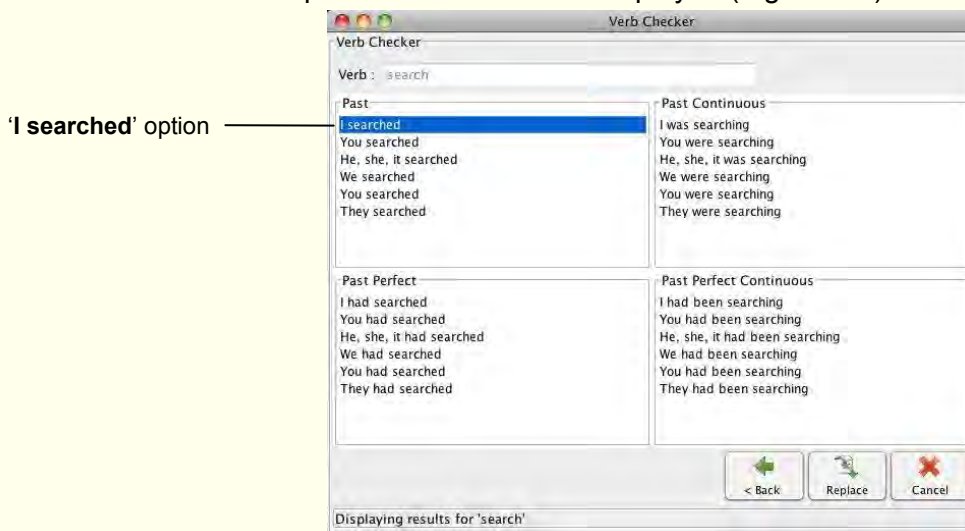 Verb Checker
Verb Checker
Verb : search
‘I searched’ option
Past
I searched
You searched
He, she, it searched
We searched
You searched
They searched
Past Continuous
I was searching
You were searching
He, she, it was searching
We were searching
You were searching
They were searching
Past Perfect
I had searched
You had searched
He, she, it had searched
We had searched
You had searched
They had searched
Past Perfect Continuous
I had been searching
You had been searching
He, she, it had been searching
We had been searching
You had been searching
They had been searching
< Back
Replace
Cancel
Displaying results for 'search'